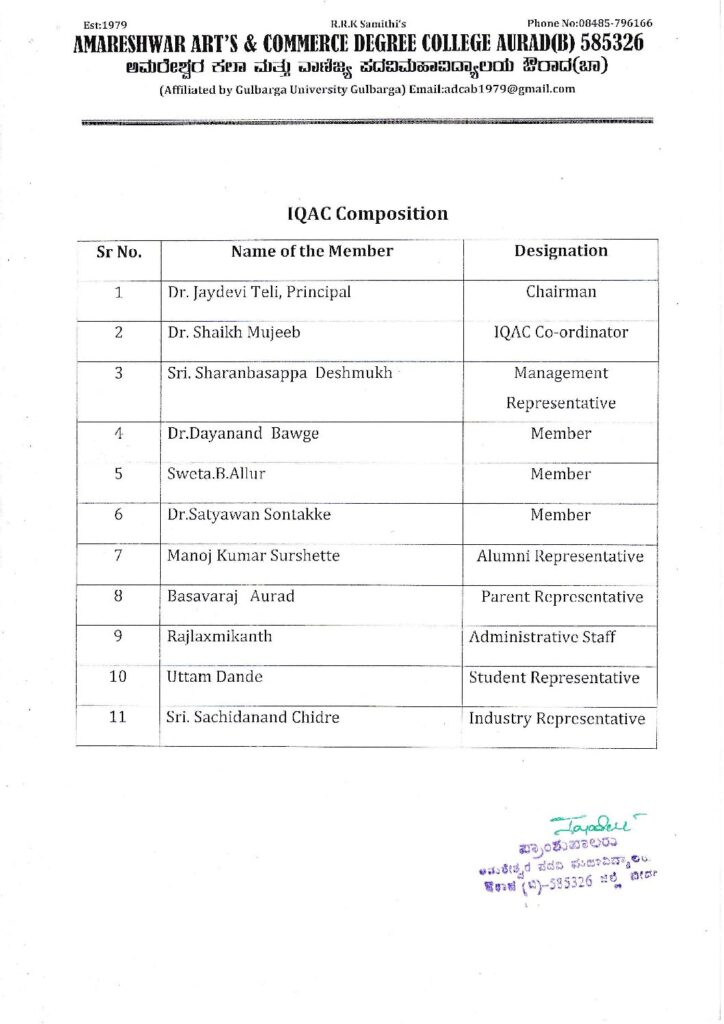 Est:1979 R.R.K Samithi's Phone No:08485-796166
AMARESHWAR ART'S & COMMERCE DEGREE COLLEGE AURAD(B) 585326
ಅಮರೇಶ್ವರ ಕಲಾ ಮತ್ತು ವಾಣಿಜ್ಯ ಪದವಿಮಹಾವಿದ್ಯಾಲಯ ಔರಾದ(ಬಾ)
(Affiliated by Gulbarga University Gulbarga) Email:adcab1979@gmail.com
IQAC Composition
Sr No. Name of the Member Designation
1 Dr. Jaydevi Teli, Principal Chairman
2 Dr. Shaikh Mujeeb IQAC Co-ordinator
3 Sri. Sharanbasappa Deshmukh Management
Representative
4 Dr.Dayanand Bawge Member
5 Sweta.B.Allur Member
6 Dr.Satyawan Sontakke Member
7 Manoj Kumar Surshette Alumni Representative
8 Basavaraj Aurad Parent Representative
9 Rajlaxmikanth Administrative Staff
10 Uttam Dande Student Representative
11 Sri. Sachidanand Chidre Industry Representative
ಪ್ರಾಂಶುಪಾಲರು
ಅಮರೇಶ್ವರ ಪದವಿ
ಔರಾದ (ಬಿ)-585326 ಜಿಲ್ಲೆ